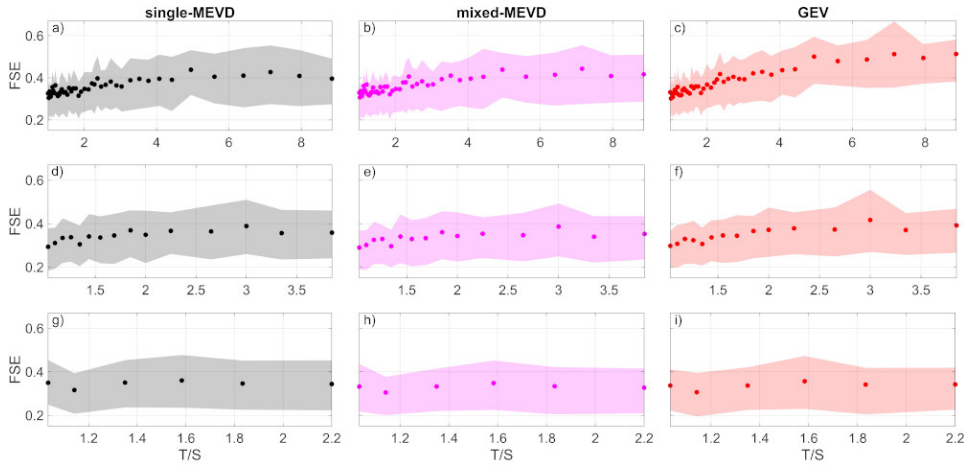 single-MEVD mixed-MEVD GEV
a) b) c)
FSE 0.6 0.4 0.2
2 4 6 8 2 4 6 8 2 4 6 8
d) e) f)
FSE 0.6 0.4 0.2
1.5 2 2.5 3 3.5 1.5 2 2.5 3 3.5 1.5 2 2.5 3 3.5
g) h) i)
FSE 0.6 0.4 0.2
1.2 1.4 1.6 1.8 2 2.2 1.2 1.4 1.6 1.8 2 2.2 1.2 1.4 1.6 1.8 2 2.2
T/S T/S T/S